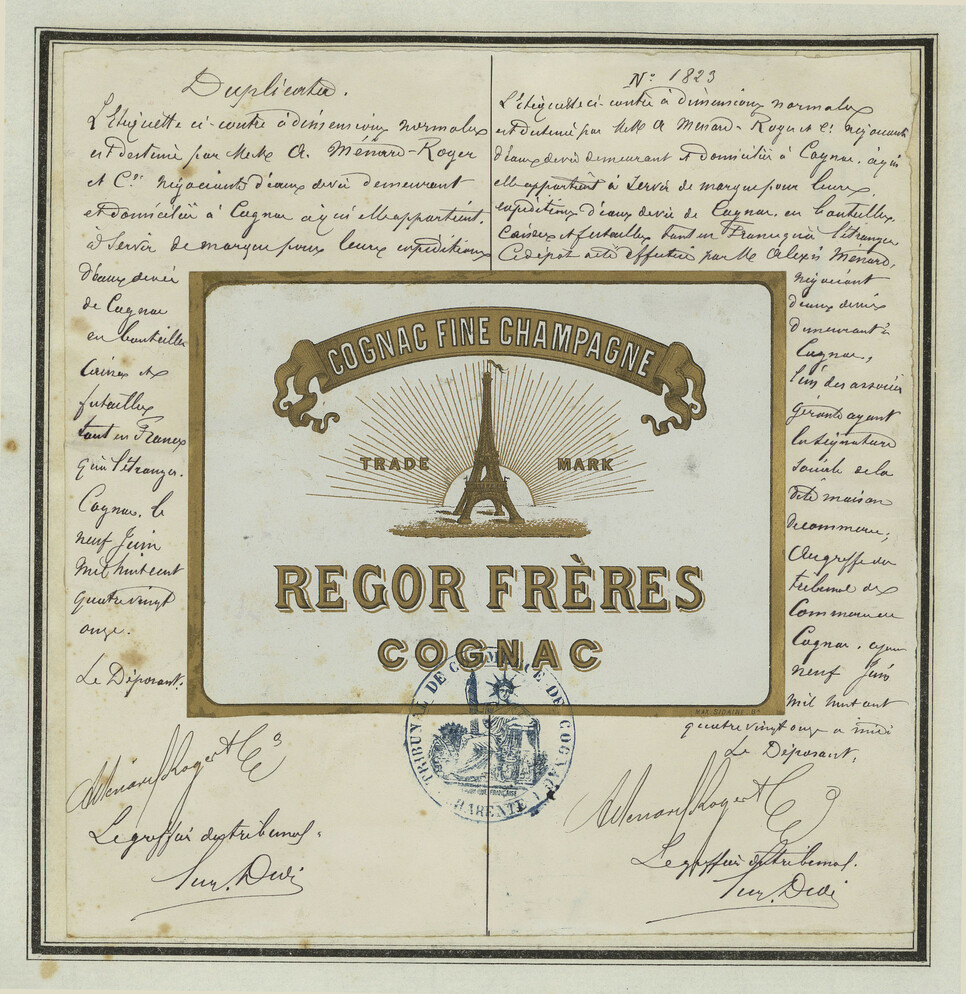 Duplicata.
L'étiquette ci-contre à dimensions normales
est destinée par MM. A. Ménard-Roger
et Cie négociants d'eaux de vie demeurant
et domiciliés à Cognac à qui elle appartient,
à servir de marque pour leurs expéditions
d'eaux de vie
de Cognac
en bouteilles
Caisses et
futailles
tant en France
qu'à l'étranger.
Cognac, le
neuf Juin
Mil huit cent
quatre vingt
onze.
Le Déposant.
A Ménard Roger et Cie
Le greffier du tribunal.
No 1823
L'étiquette ci-contre à dimensions normales
est destinée par MM. A Ménard-Roger et Cie négociants
d'eaux de vie demeurant et domiciliés à Cognac, à qui
elle appartient à servir de marque pour leurs
expéditions d'eaux de vie de Cognac, en bouteilles
Caisses et futailles tant en France qu'à l'étranger
Ce dépôt a été effectué par M. Alexis Ménard,
négociant
d'eaux de vie
demeurant à
Cognac,
l'un des associés
gérants ayant
la signature
sociale de la
dite maison
de commerce,
Au greffe du
tribunal de
Commerce de
Cognac, ce jour
neuf Juin
mil huit cent
quatre vingt onze à midi
Le Déposant,
A Ménard Roger et Cie
Le greffier du tribunal.
COGNAC FINE CHAMPAGNE
TRADE MARK
REGOR FRÈRES
COGNAC
TRIBUNAL DE COMMERCE DE COGNAC
CHARENTE